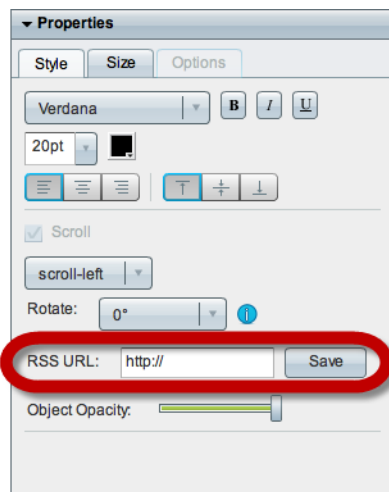 Properties
Style Size Options
Verdana B I U
20pt
Scroll
scroll-left
Rotate: 0° i
RSS URL: http:// Save
Object Opacity: